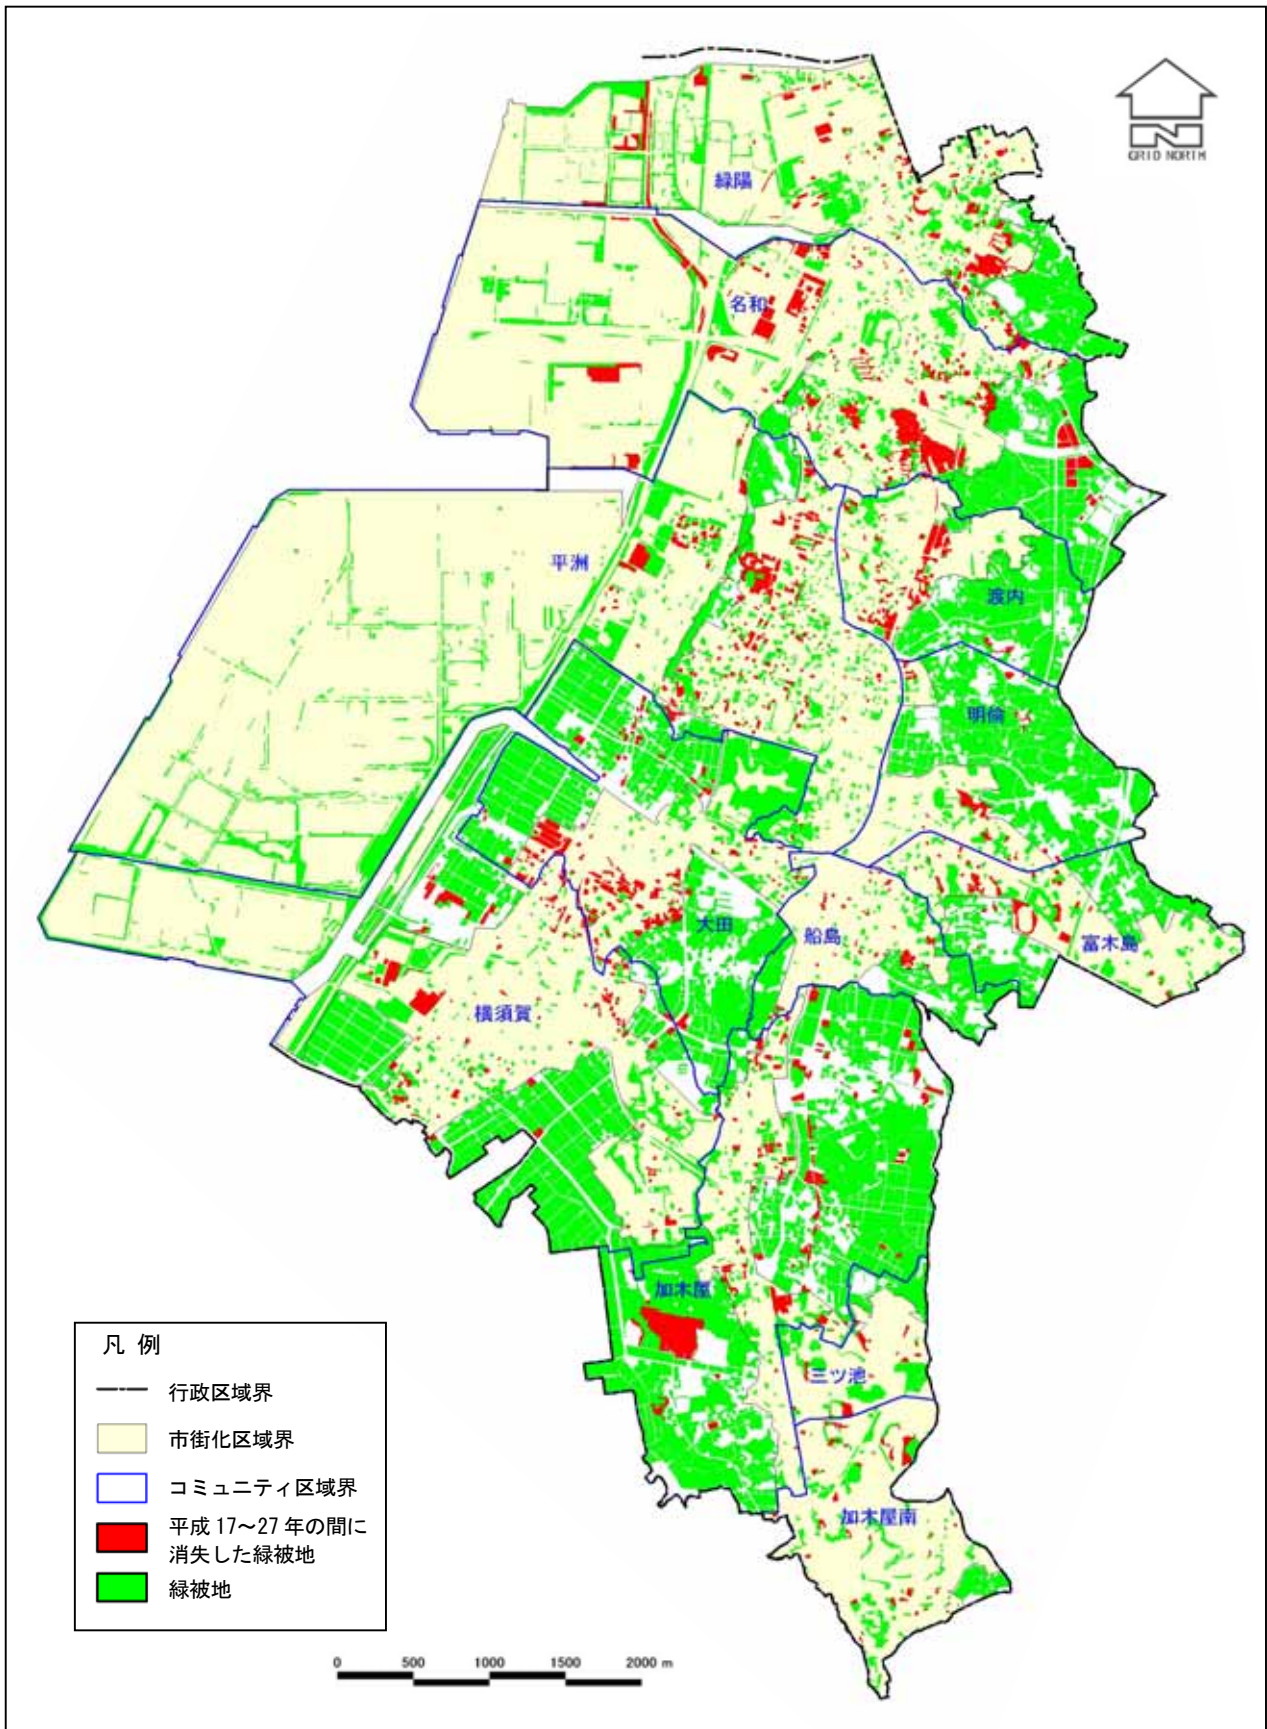 GRID NORTH
緑陽
名和
平洲
渡内
明倫
大田
船島
富木島
横須賀
加木屋
三ツ池
加木屋南
凡 例
行政区域界
市街化区域界
コミュニティ区域界
平成 17～27 年の間に
消失した緑被地
緑被地
0 500 1000 1500 2000 m